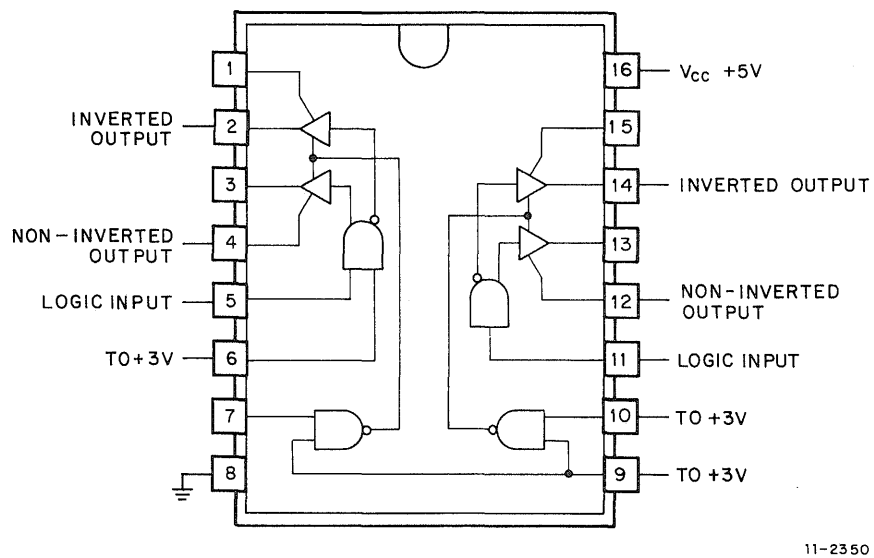 1
16 V_CC +5V
INVERTED
OUTPUT
2
15
3
14 INVERTED OUTPUT
NON-INVERTED
OUTPUT
4
13
LOGIC INPUT 5
12 NON-INVERTED
OUTPUT
TO+3V 6
11 LOGIC INPUT
7
10 TO +3V
8
9 TO +3V
11-2350